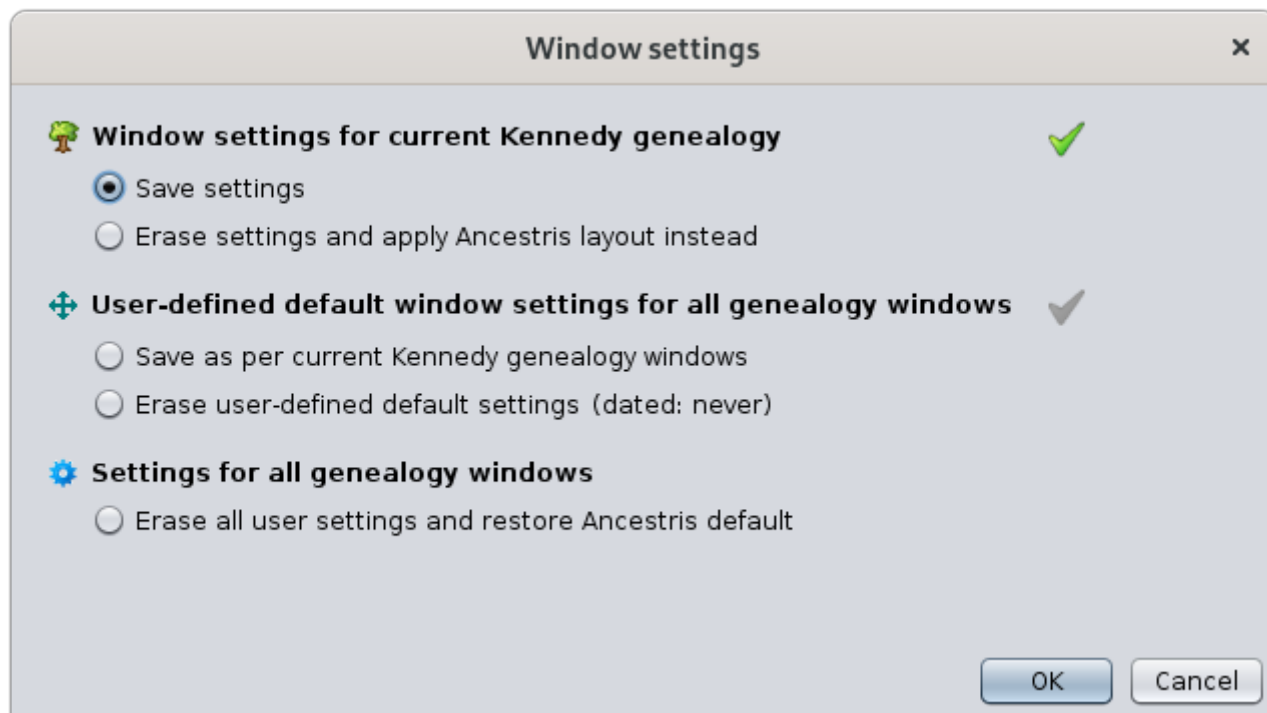 Window settings
Window settings for current Kennedy genealogy
Save settings
Erase settings and apply Ancestris layout instead
User-defined default window settings for all genealogy windows
Save as per current Kennedy genealogy windows
Erase user-defined default settings (dated: never)
Settings for all genealogy windows
Erase all user settings and restore Ancestris default
OK Cancel